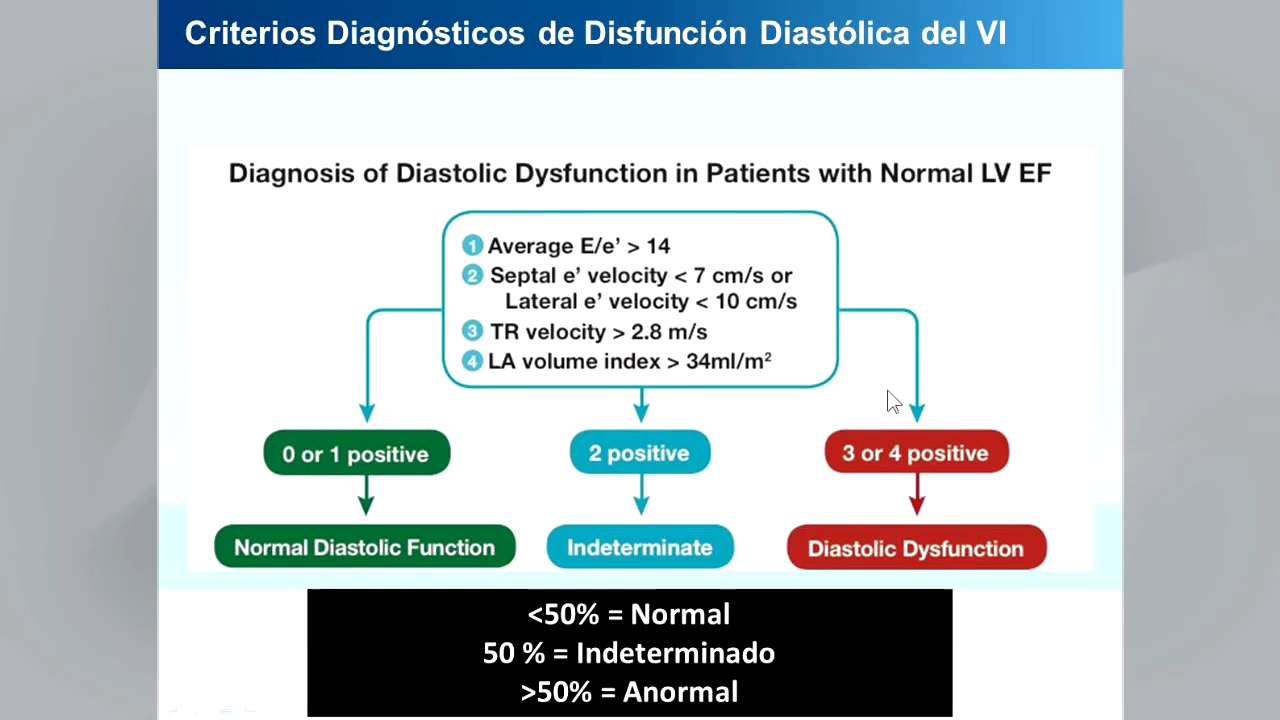 Criterios Diagnósticos de Disfunción Diastólica del VI
Diagnosis of Diastolic Dysfunction in Patients with Normal LV EF
1 Average E/e’ > 14
2 Septal e’ velocity < 7 cm/s or
Lateral e’ velocity < 10 cm/s
3 TR velocity > 2.8 m/s
4 LA volume index > 34ml/m²
0 or 1 positive
2 positive
3 or 4 positive
Normal Diastolic Function
Indeterminate
Diastolic Dysfunction
<50% = Normal
50 % = Indeterminado
>50% = Anormal